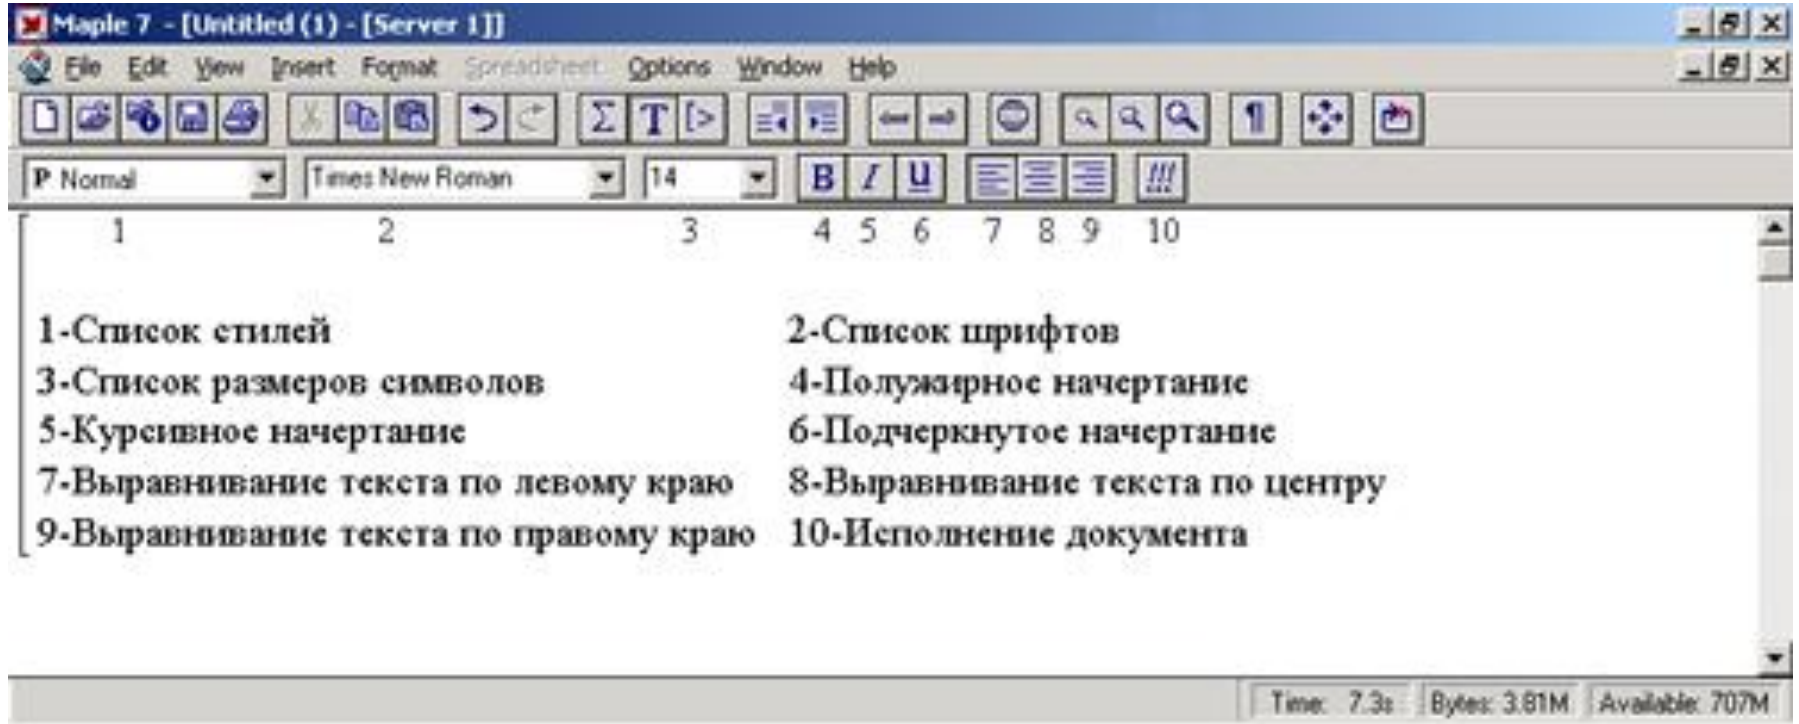 Maple 7 - [Untitled (1) - [Server 1]]
File Edit View Insert Format Spreadsheet Options Window Help
Σ T [>
P Normal Times New Roman 14 B I u !!!
1 2 3 4 5 6 7 8 9 10
1-Список стилей 2-Список шрифтов
3-Список размеров символов 4-Полужирное начертание
5-Курсивное начертание 6-Подчеркнутое начертание
7-Выравнивание текста по левому краю 8-Выравнивание текста по центру
9-Выравнивание текста по правому краю 10-Исполнение документа
Time: 7.3s Bytes: 3.81M Available: 707M